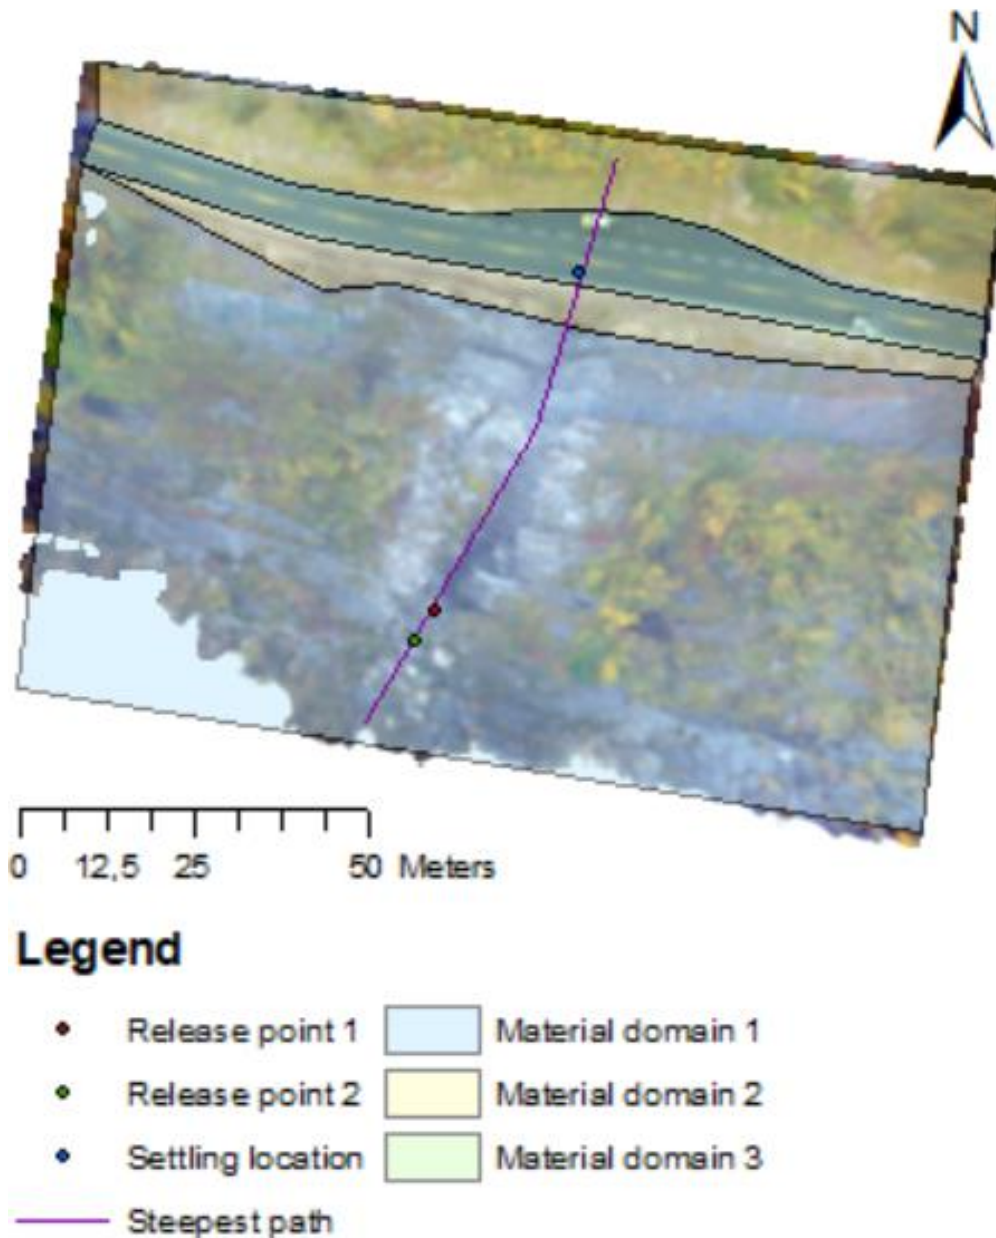 N
0 12,5 25 50 Meters
Legend
Release point 1
Material domain 1
Release point 2
Material domain 2
Settling location
Material domain 3
Steepest path